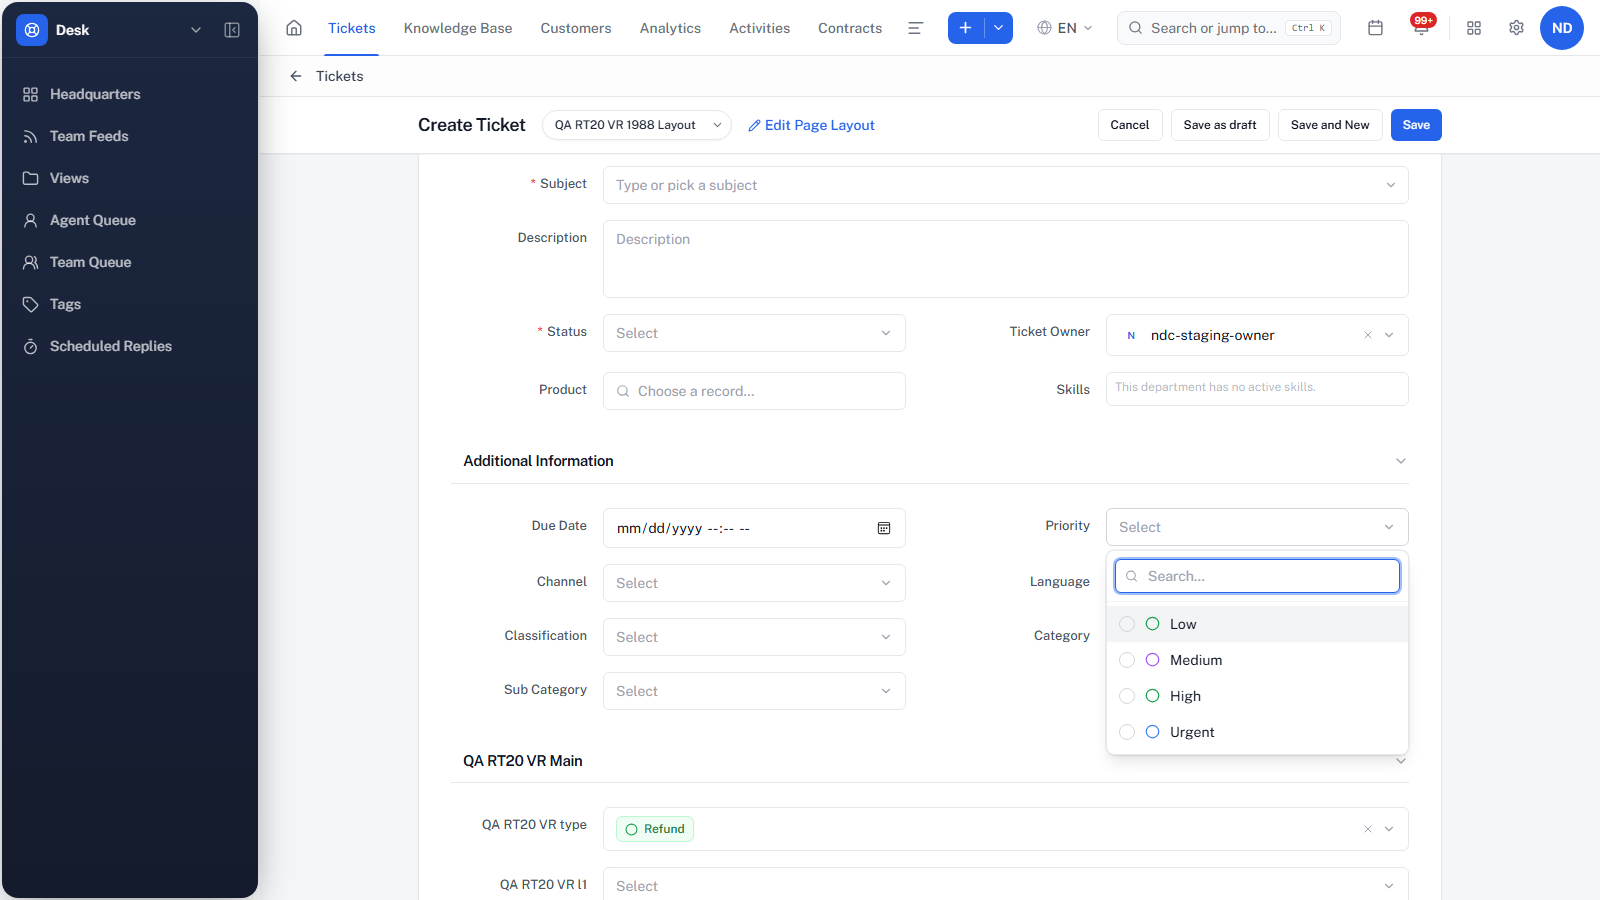 Desk
Headquarters
Team Feeds
Views
Agent Queue
Team Queue
Tags
Scheduled Replies
Tickets
Knowledge Base
Customers
Analytics
Activities
Contracts
EN
Search or jump to...
Ctrl K
99+
ND
Tickets
Create Ticket
QA RT20 VR 1988 Layout
Edit Page Layout
Cancel
Save as draft
Save and New
Save
* Subject
Type or pick a subject
Description
Description
* Status
Select
Ticket Owner
N ndc-staging-owner
Product
Choose a record...
Skills
This department has no active skills.
Additional Information
Due Date
mm/dd/yyyy --:-- --
Priority
Select
Search...
Low
Medium
High
Urgent
Channel
Select
Language
Classification
Select
Category
Sub Category
Select
QA RT20 VR Main
QA RT20 VR type
Refund
QA RT20 VR l1
Select